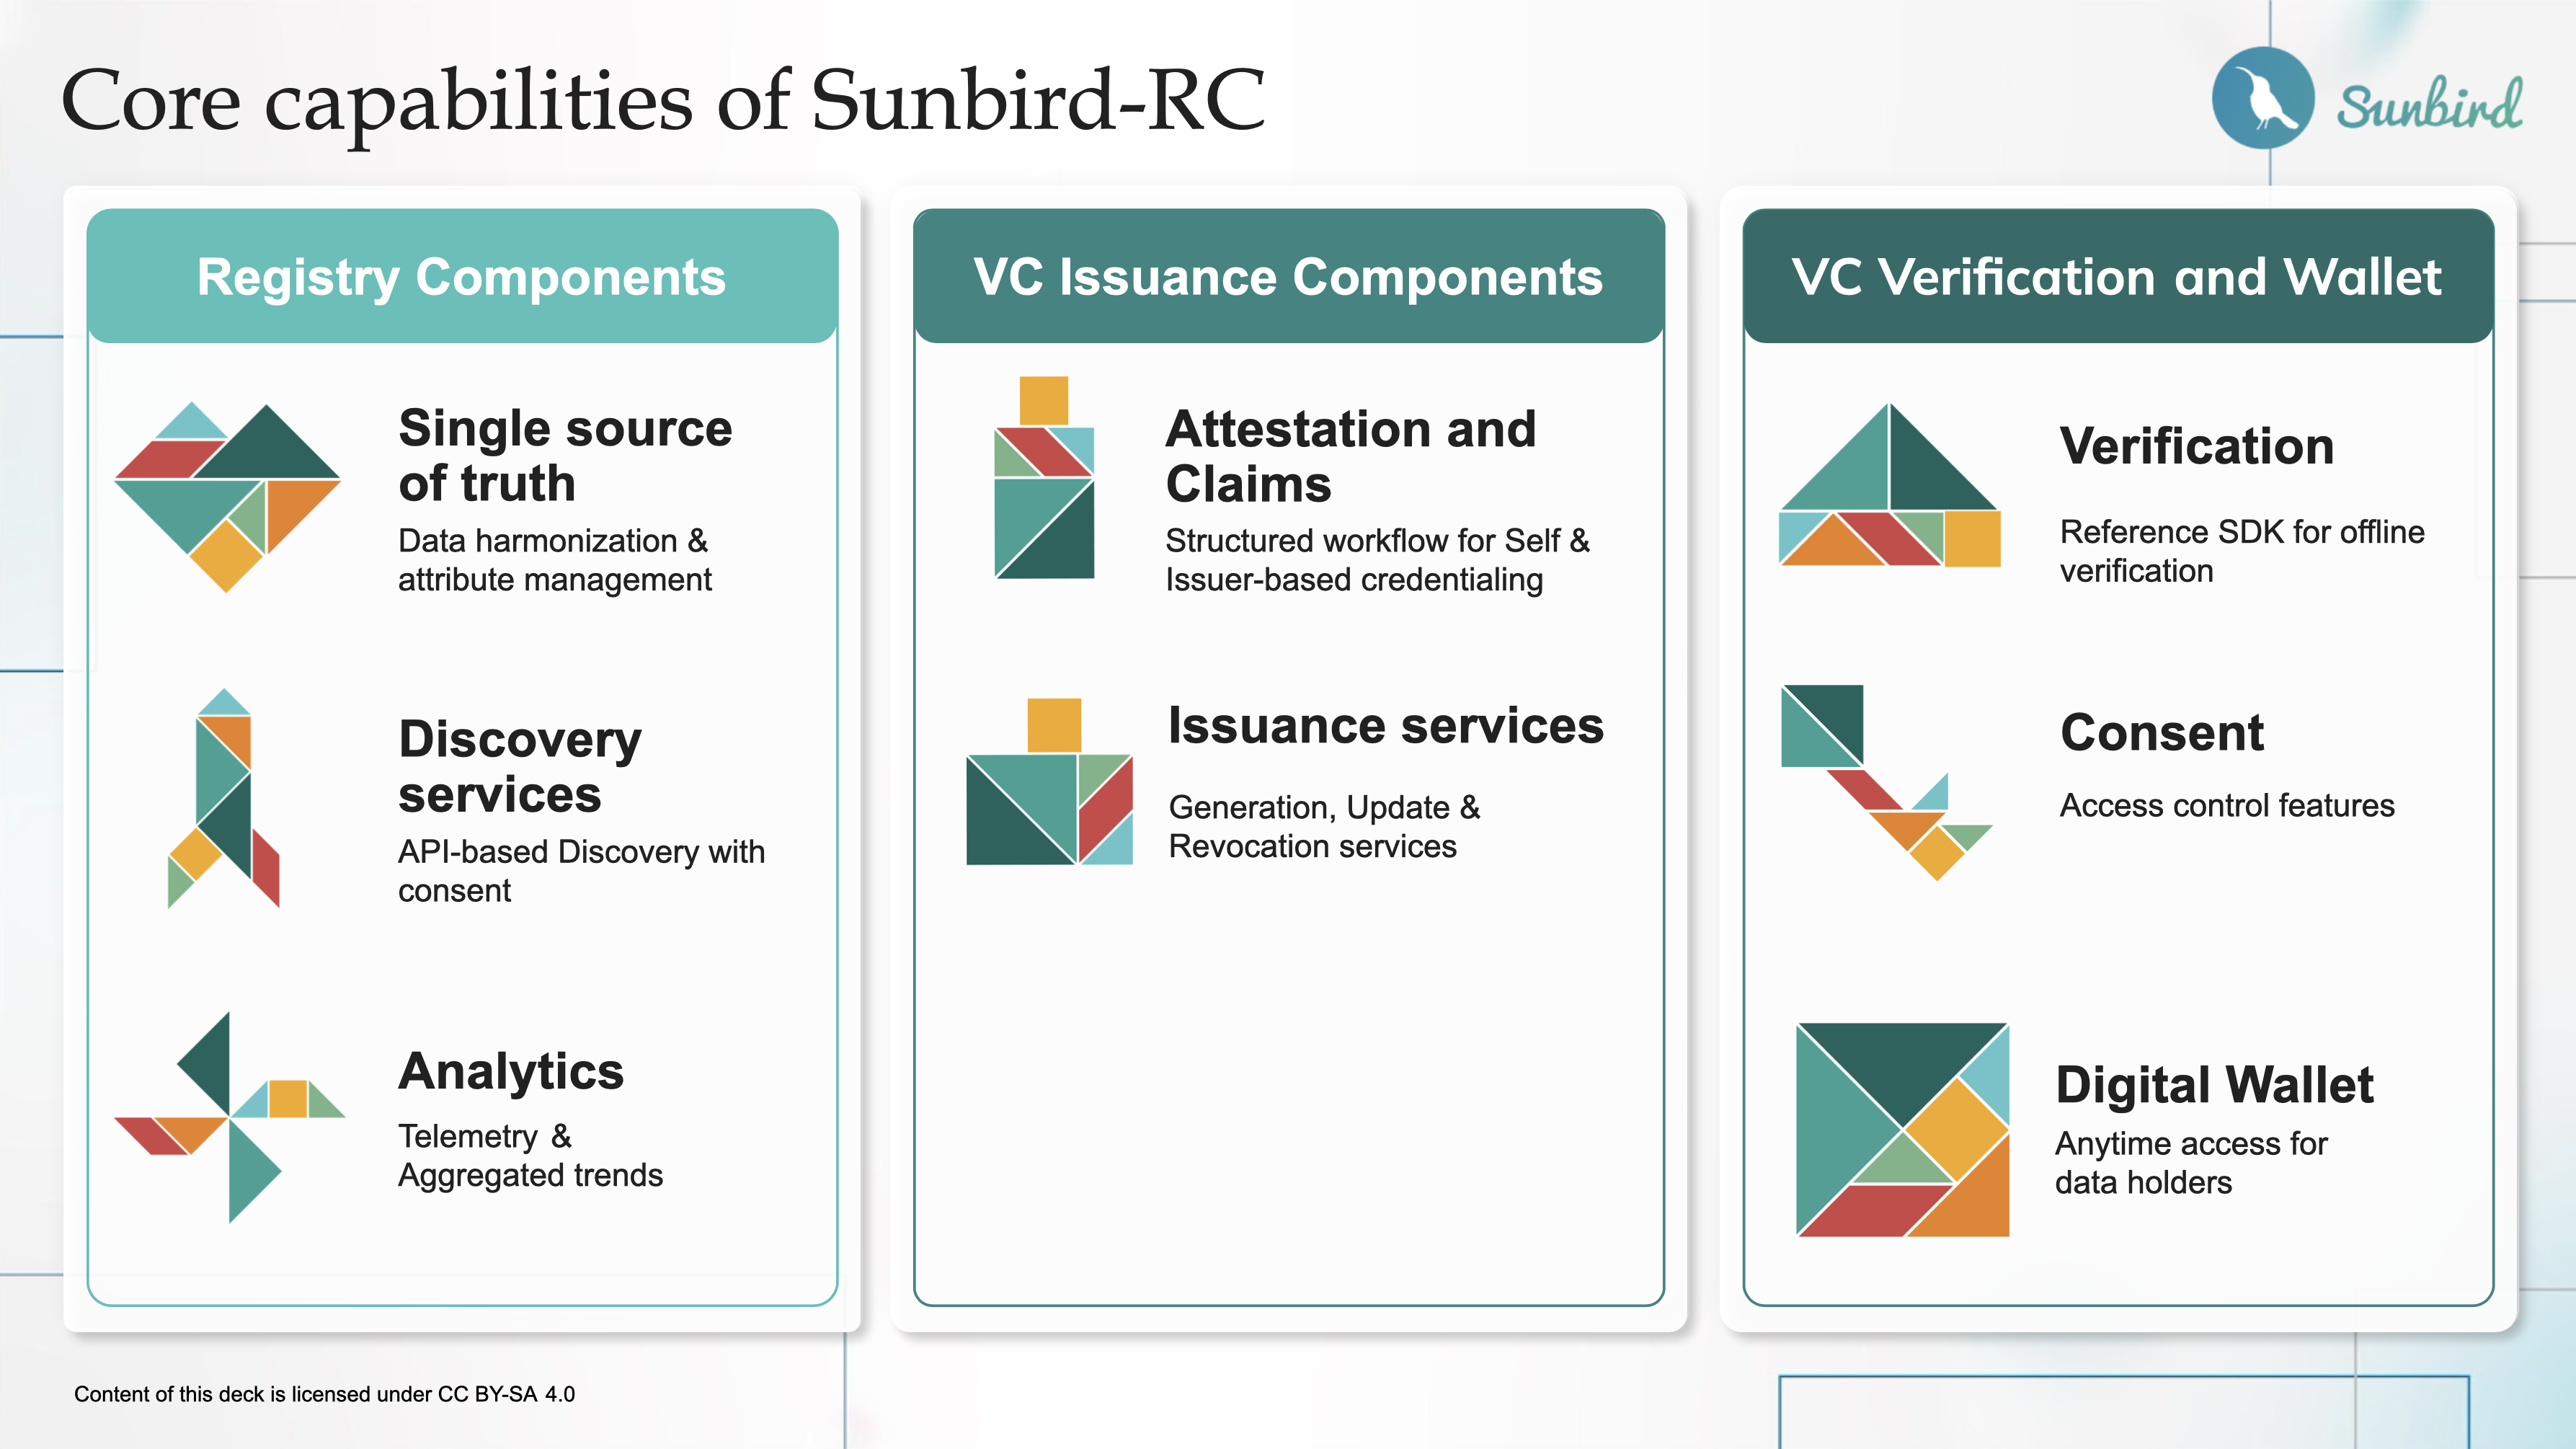 Core capabilities of Sunbird-RC
Sunbird
Registry Components
Single source
of truth
Data harmonization &
attribute management
Discovery
services
API-based Discovery with
consent
Analytics
Telemetry &
Aggregated trends
VC Issuance Components
Attestation and
Claims
Structured workflow for Self &
Issuer-based credentialing
Issuance services
Generation, Update &
Revocation services
VC Verification and Wallet
Verification
Reference SDK for offline
verification
Consent
Access control features
Digital Wallet
Anytime access for
data holders
Content of this deck is licensed under CC BY-SA 4.0